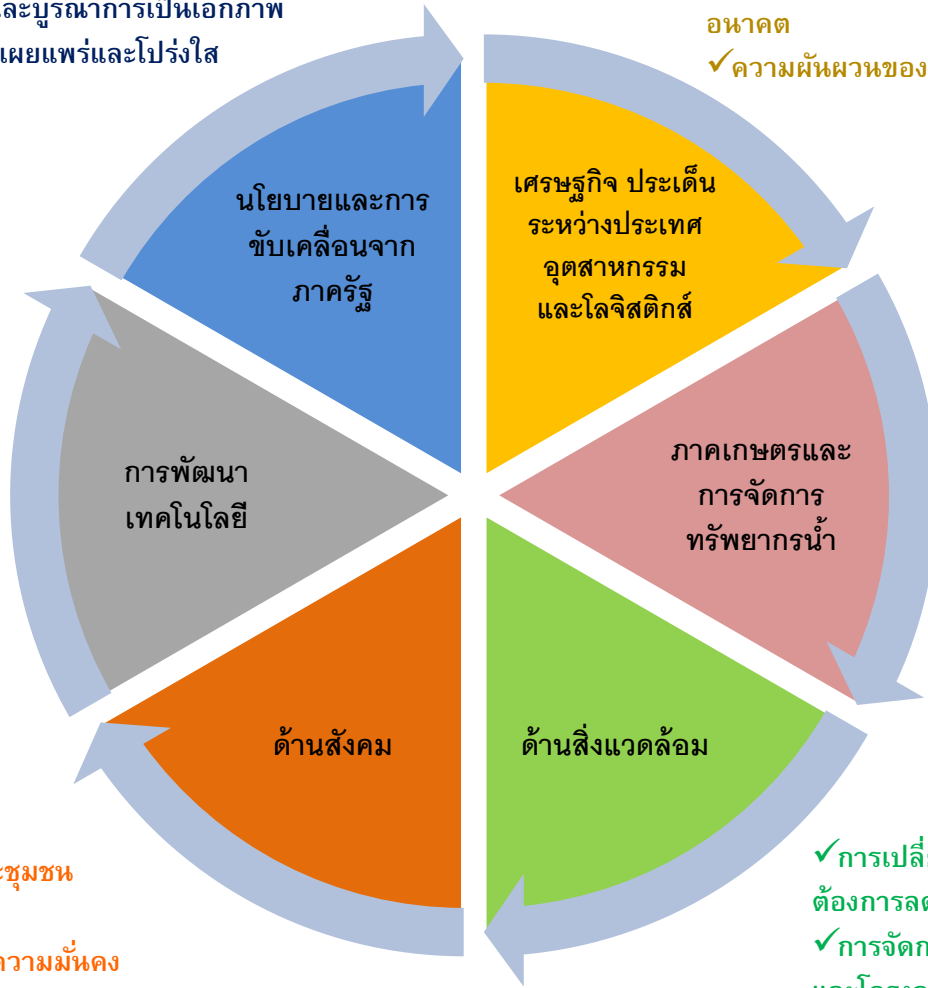 และบูรณาการเป็นเอกภาพ
เผยแพร่และโปร่งใส
อนาคต
✓ความผันผวนของ
นโยบายและการ
ขับเคลื่อนจาก
ภาครัฐ
เศรษฐกิจ ประเด็น
ระหว่างประเทศ
อุตสาหกรรม
และโลจิสติกส์
ภาคเกษตรและ
การจัดการ
ทรัพยากรน้ำ
การพัฒนา
เทคโนโลยี
ด้านสังคม
ด้านสิ่งแวดล้อม
ชุมชน
ความมั่นคง
✓การเปลี่
ต้องการลด
✓การจัดก